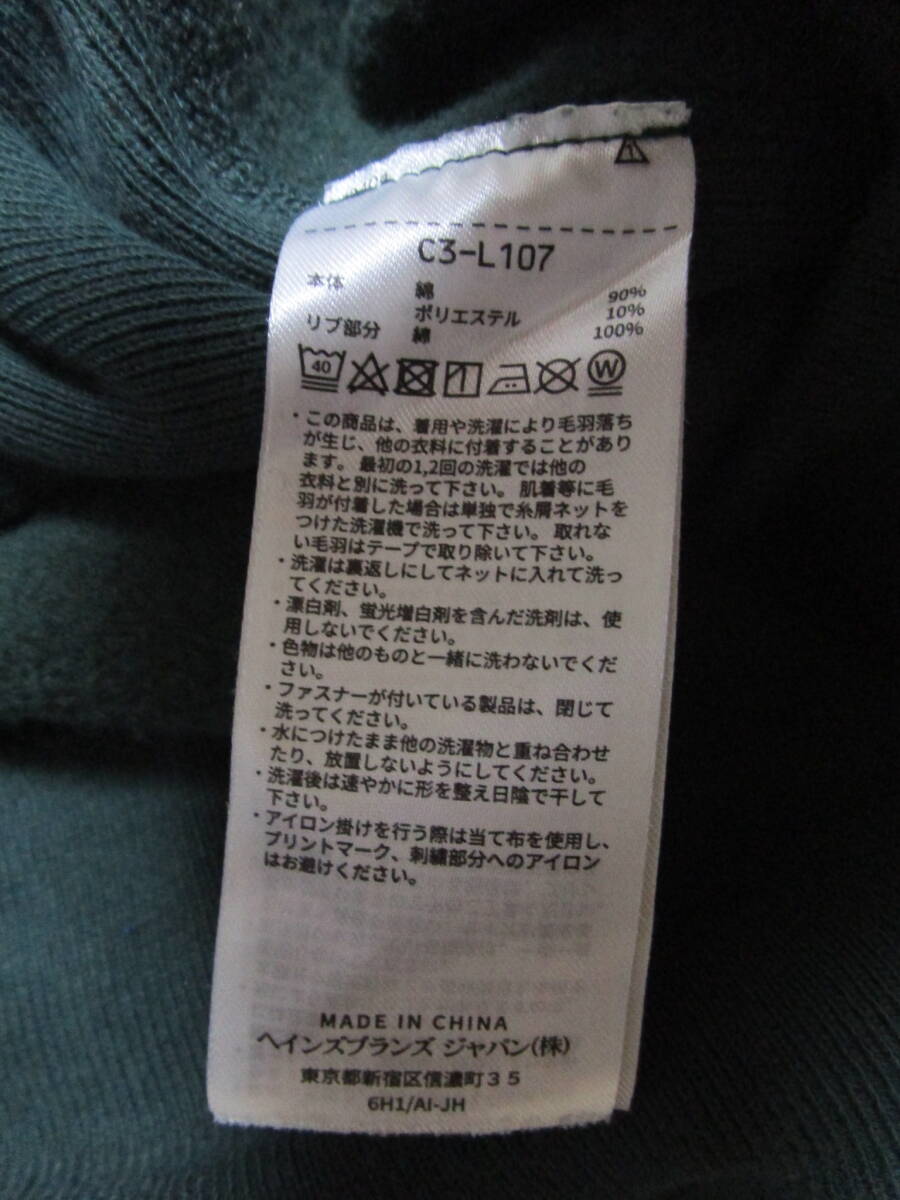 C3-L107
本体 綿 90%
ポリエステル 10%
リブ部分 綿 100%
40
W
・この商品は、着用や洗濯により毛羽落ち
が生じ、他の衣料に付着することがあり
ます。 最初の1,2回の洗濯では他の
衣料と別に洗って下さい。 肌着等に毛
羽が付着した場合は単独で糸屑ネットを
つけた洗濯機で洗って下さい。 取れな
い毛羽はテープで取り除いて下さい。
・洗濯は裏返しにしてネットに入れて洗っ
てください。
・漂白剤、蛍光増白剤を含んだ洗剤は、使
用しないでください。
・色物は他のものと一緒に洗わないでくだ
さい。
・ファスナーが付いている製品は、閉じて
洗ってください。
・水につけたまま他の洗濯物と重ね合わせ
たり、放置しないようにしてください。
・洗濯後は速やかに形を整え日陰で干して
下さい。
・アイロン掛けを行う際は当て布を使用し、
プリントマーク、刺繍部分へのアイロン
はお避けください。
MADE IN CHINA
ヘインズブランズ ジャパン(株)
東京都新宿区信濃町35
6H1/AI-JH